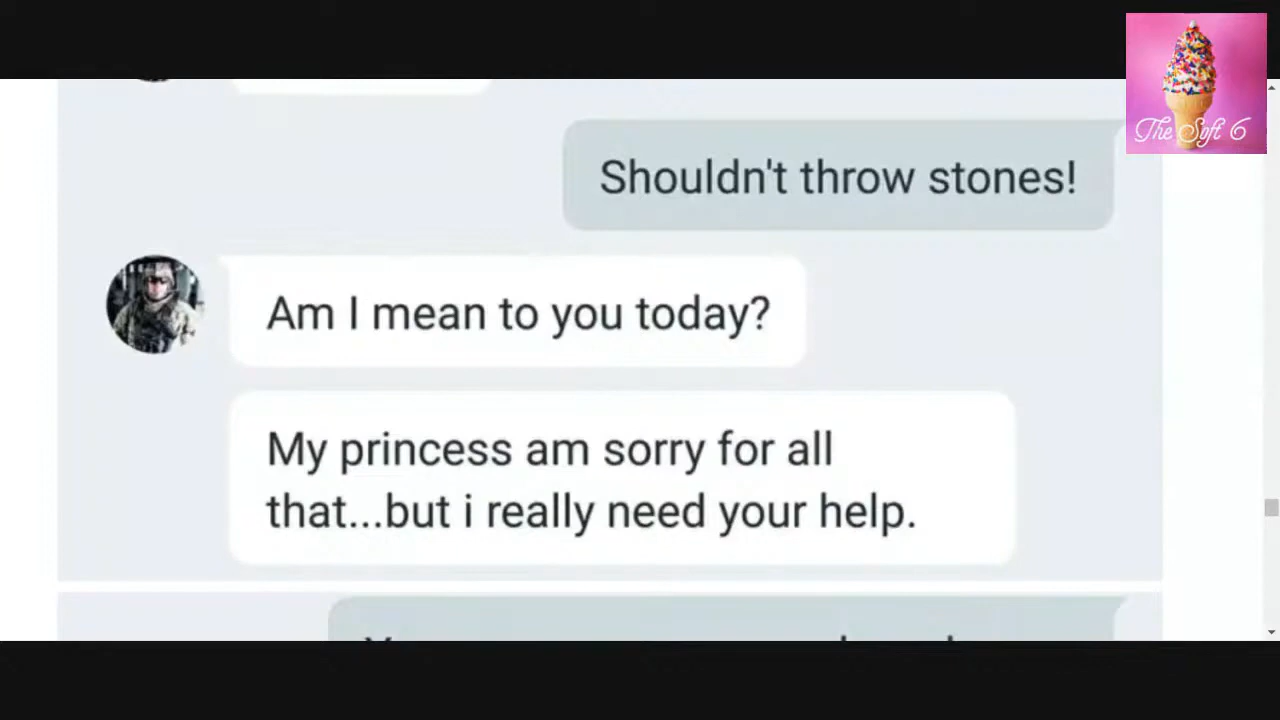 The Soft 6
Shouldn't throw stones!
Am I mean to you today?
My princess am sorry for all
that...but i really need your help.